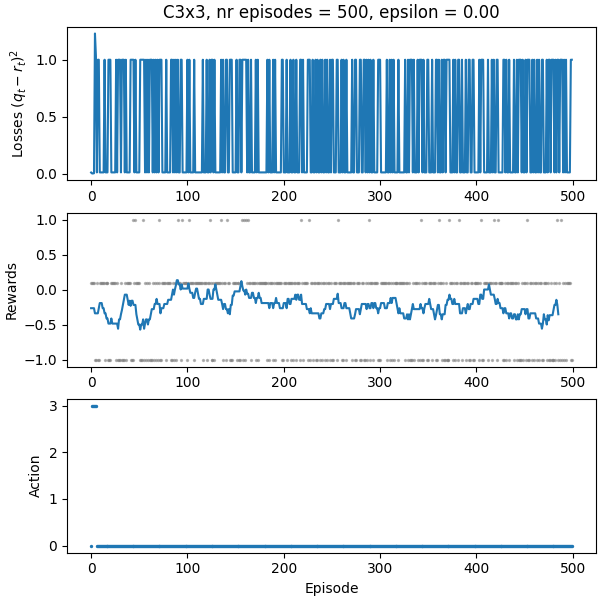 C3x3, nr episodes = 500, epsilon = 0.00
Losses (q_t − r_t)^2
1.0
0.5
0.0
0 100 200 300 400 500
Rewards
1.0
0.5
0.0
−0.5
−1.0
0 100 200 300 400 500
Action
3
2
1
0
0 100 200 300 400 500
Episode